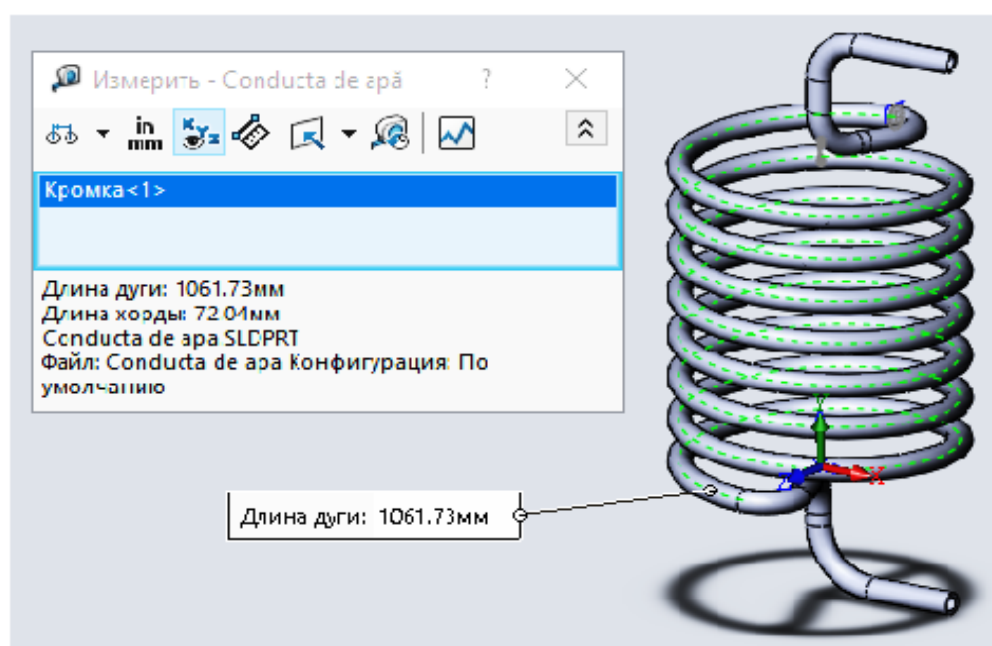 Измерить - Conducta de apă ? ×
in
mm
XYZ
Кромка<1>
Длина дуги: 1061.73мм
Длина хорды: 72.04мм
Conducta de apa SLDPRT
Файл: Conducta de apa Конфигурация: По
умолчанию
Y
Z
X
Длина дуги: 1061.73мм